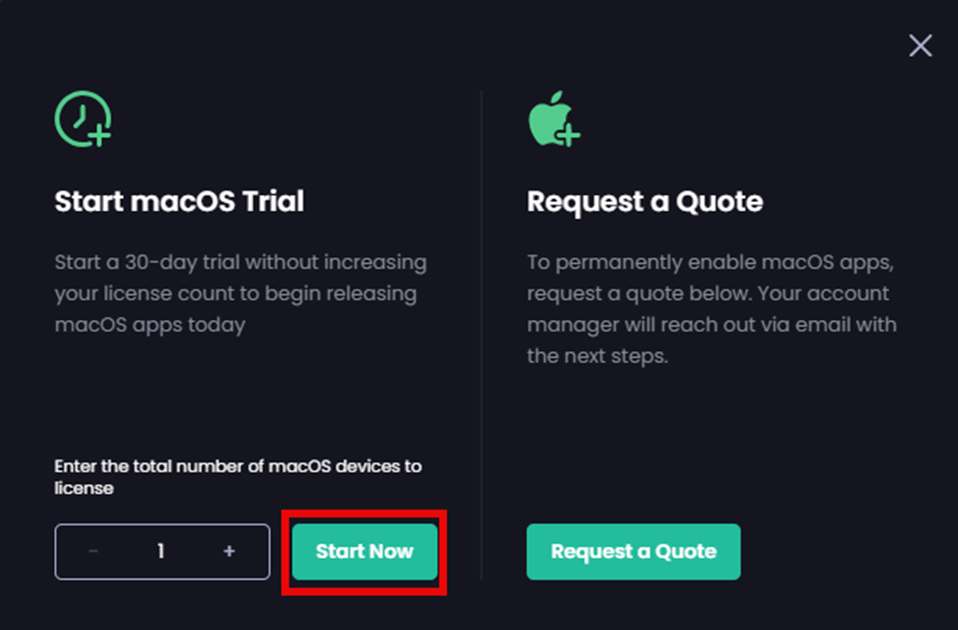 Start macOS Trial
Start a 30-day trial without increasing
your license count to begin releasing
macOS apps today
Enter the total number of macOS devices to
license
- 1 +
Start Now
Request a Quote
To permanently enable macOS apps,
request a quote below. Your account
manager will reach out via email with
the next steps.
Request a Quote